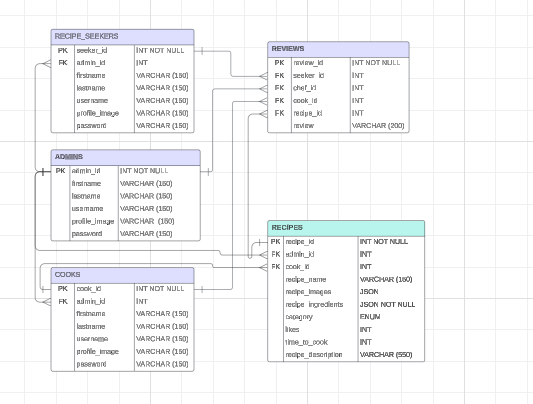 RECIPE_SEEKERS
PK seeker_id INT NOT NULL
FK admin_id INT
firstname VARCHAR (150)
lastname VARCHAR (150)
username VARCHAR (150)
profile_image VARCHAR (150)
password VARCHAR (150)
REVIEWS
PK review_id INT NOT NULL
FK seeker_id INT
FK chef_id INT
FK cook_id INT
FK recipe_id INT
review VARCHAR (200)
ADMINS
PK admin_id INT NOT NULL
firstname VARCHAR (150)
lastname VARCHAR (150)
username VARCHAR (150)
profile_image VARCHAR (150)
password VARCHAR (150)
RECIPES
PK recipe_id INT NOT NULL
FK admin_id INT
FK cook_id INT
recipe_name VARCHAR (150)
recipe_images JSON
recipe_ingredients JSON NOT NULL
category ENUM
likes INT
time_to_cook INT
recipe_description VARCHAR (550)
COOKS
PK cook_id INT NOT NULL
FK admin_id INT
firstname VARCHAR (150)
lastname VARCHAR (150)
username VARCHAR (150)
profile_image VARCHAR (150)
password VARCHAR (150)